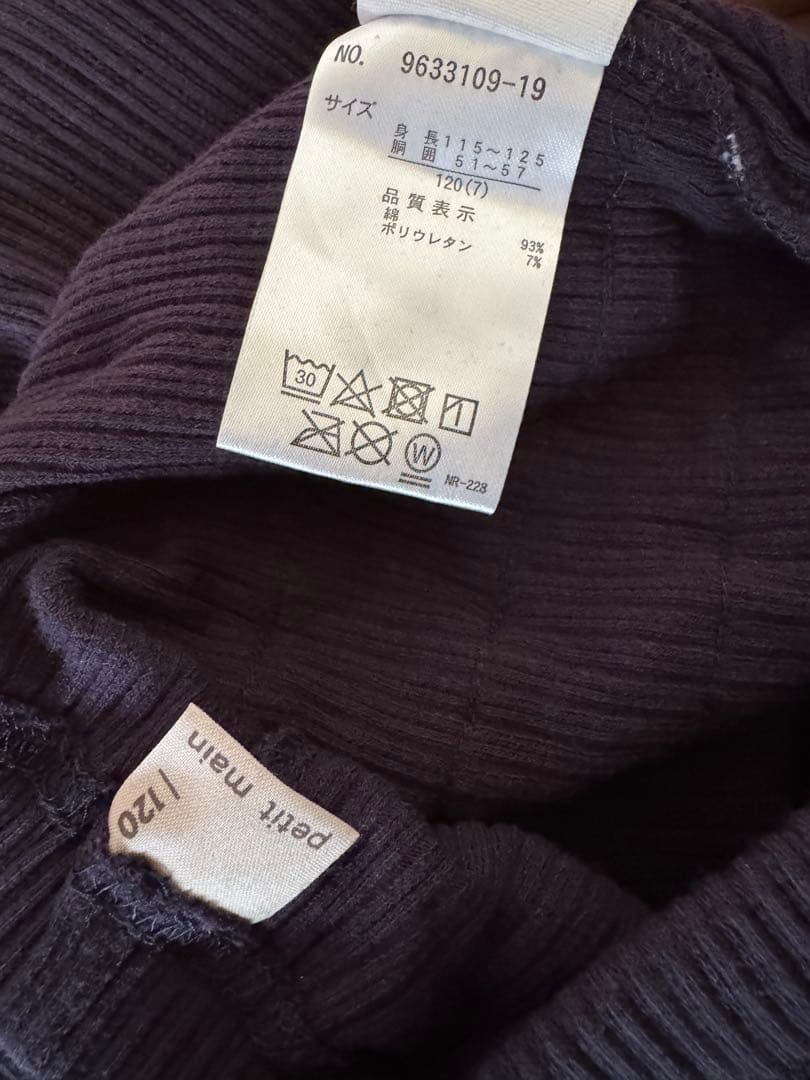 NO. 9633109-19
サイズ
身長115～125
胴囲 51～57
120(7)
品質表示
綿 93%
ポリウレタン 7%
30
1
W
NR-228
petit main
/120